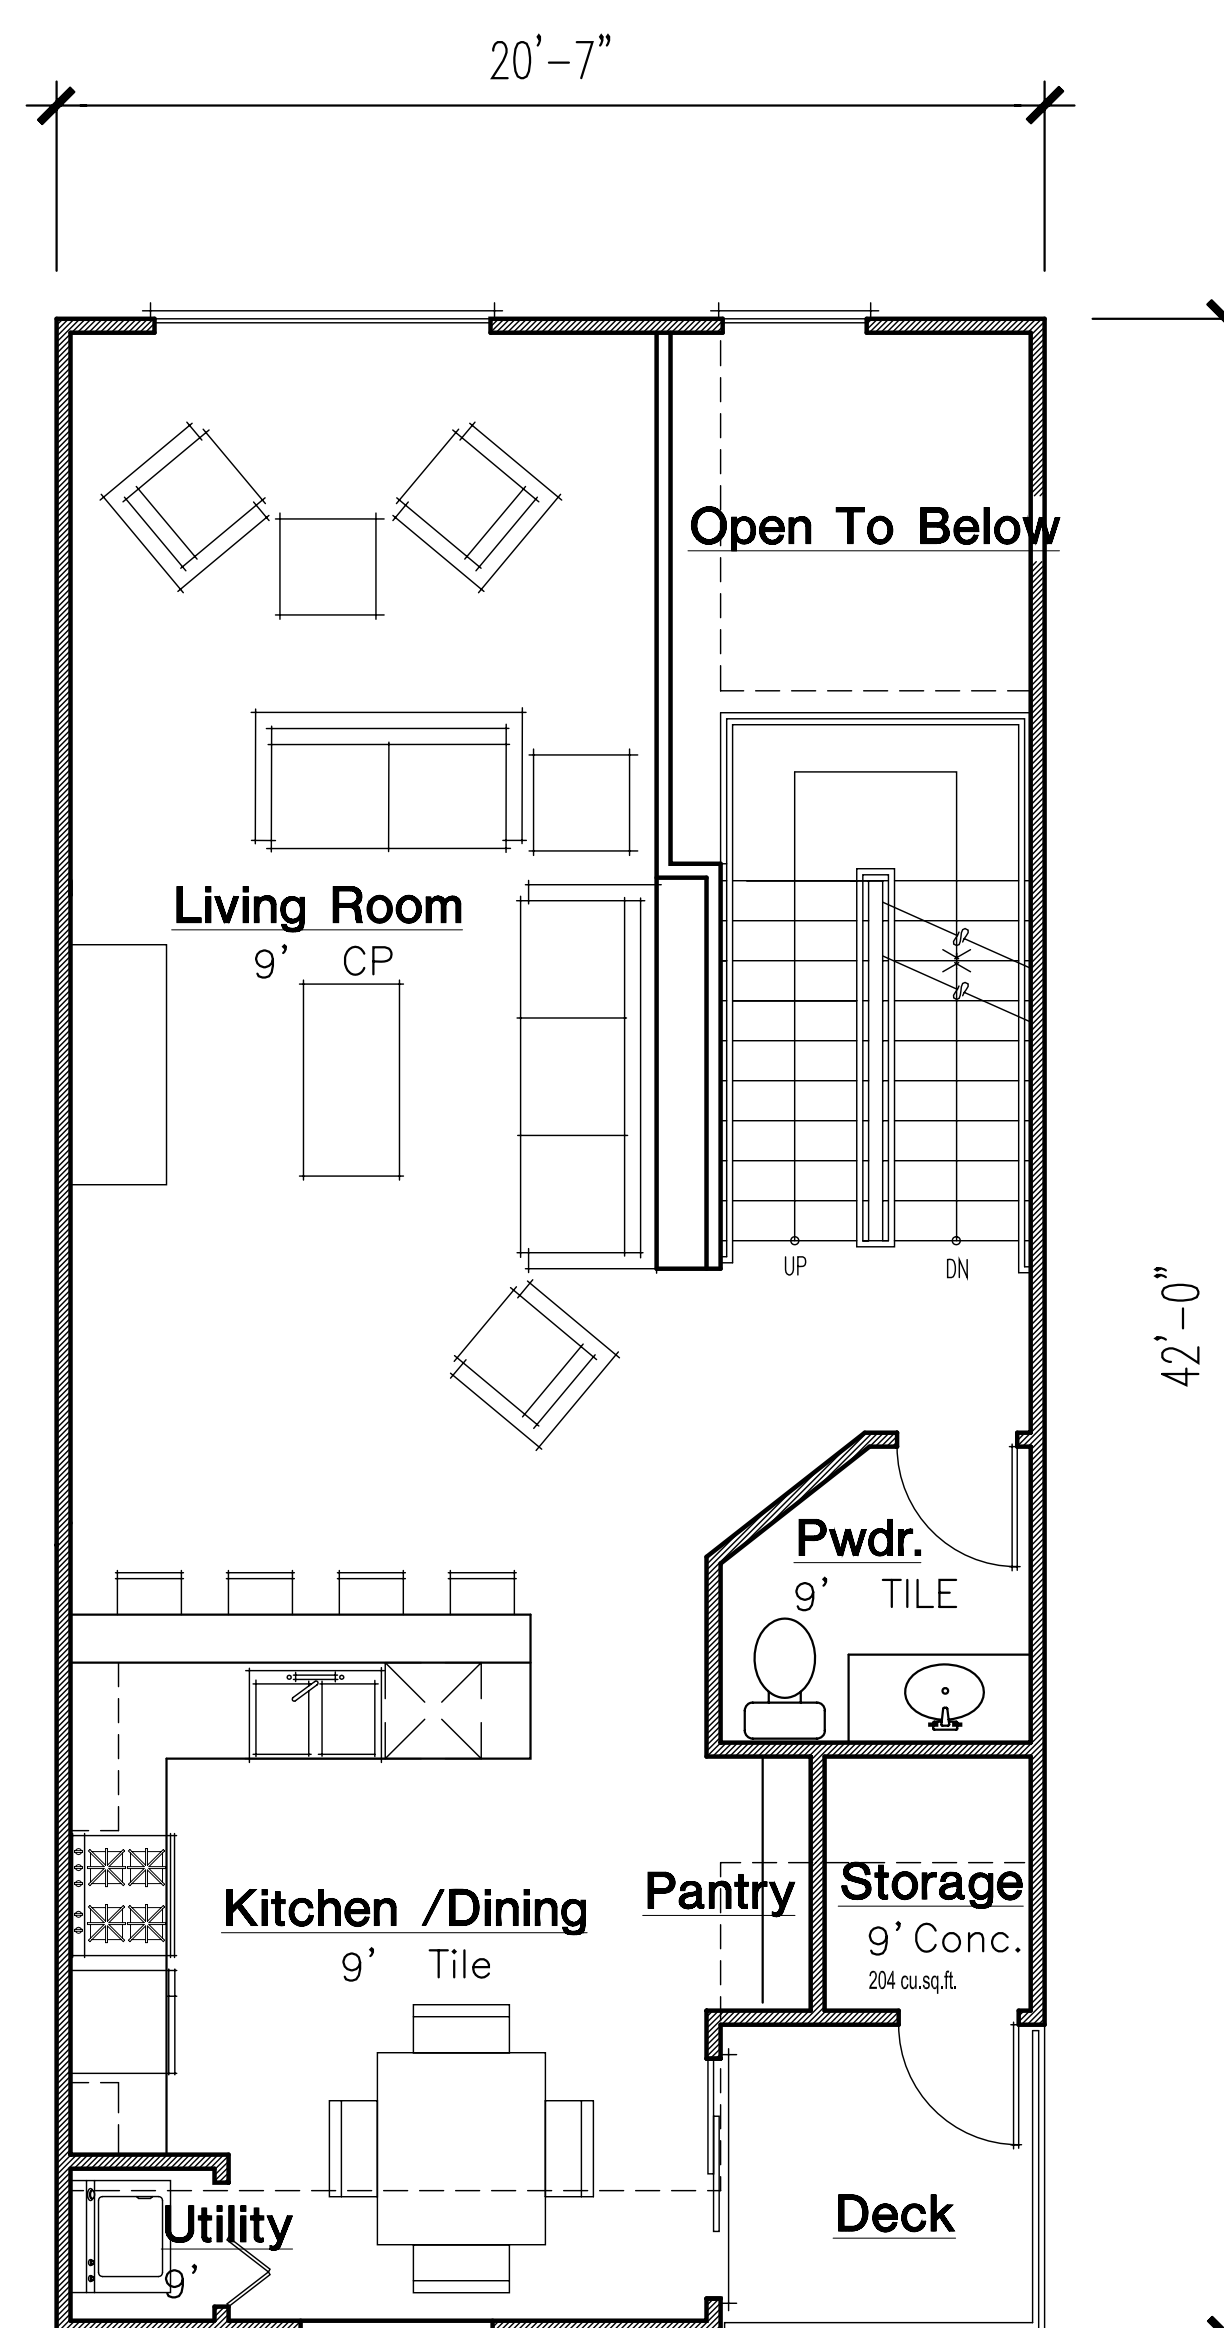 20'-7"
Open To Below
Living Room
9' CP
UP
DN
42'-0"
Pwdr.
9' TILE
Pantry
Storage
9' Conc.
204 cu.sq.ft.
Kitchen /Dining
9' Tile
Deck
Utility
9'